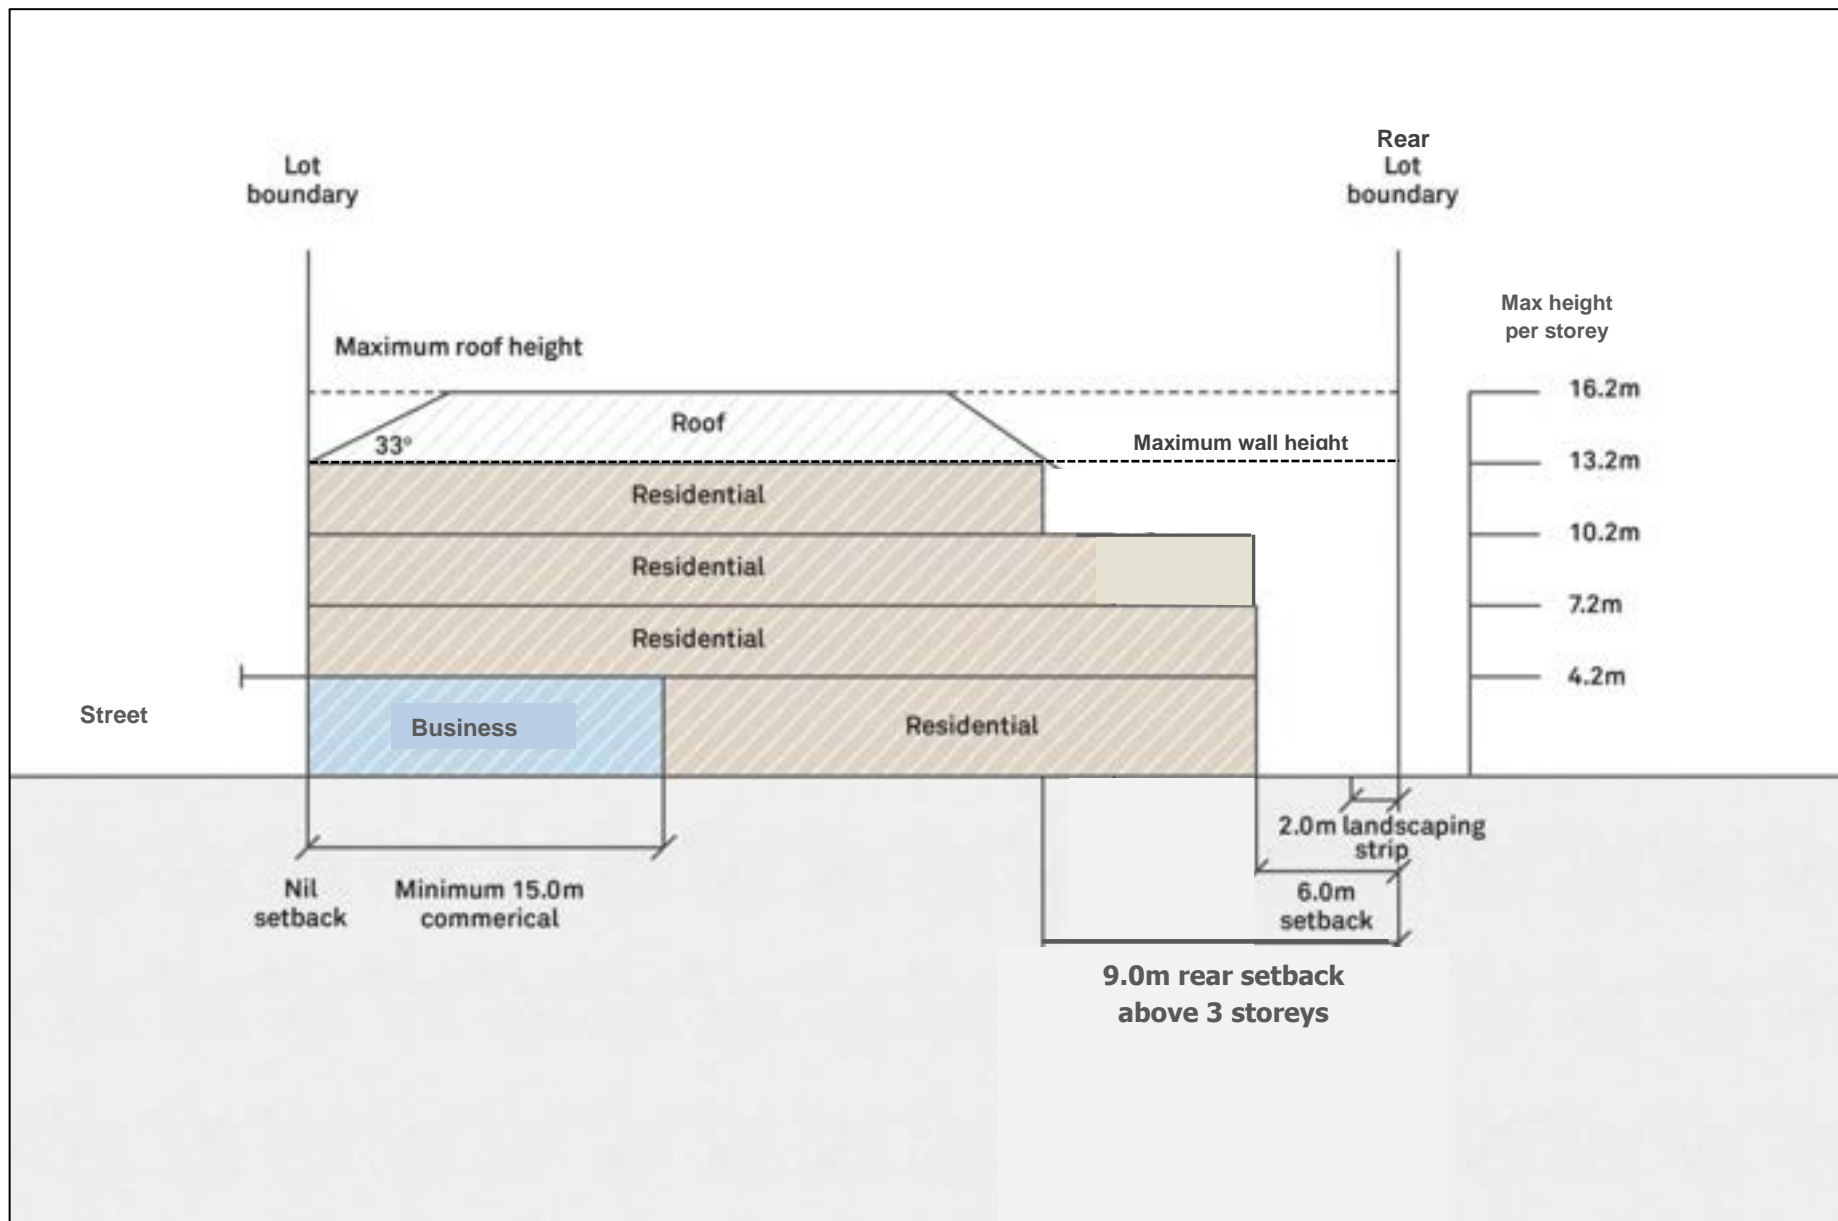 Lot
boundary
Rear
Lot
boundary
Max height
per storey
Maximum roof height
16.2m
Roof
33°
Maximum wall height
13.2m
Residential
10.2m
Residential
7.2m
Residential
4.2m
Street
Business
Residential
2.0m landscaping
strip
Nil
setback
Minimum 15.0m
commerical
6.0m
setback
9.0m rear setback
above 3 storeys